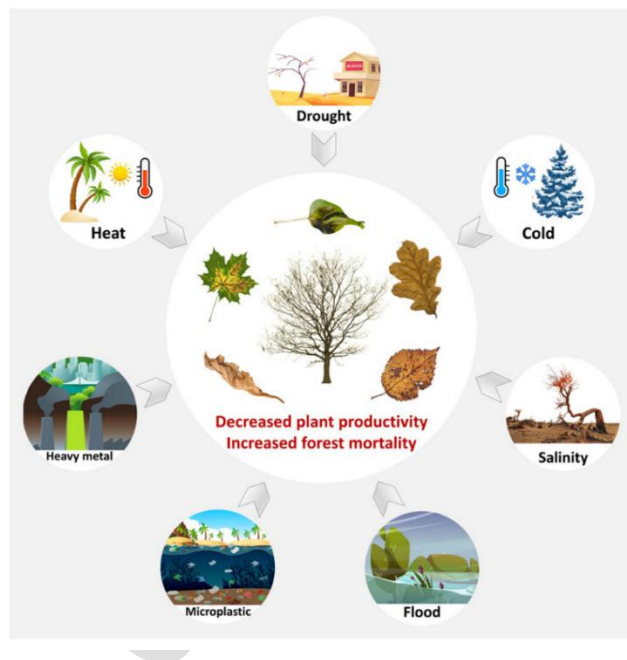 Drought
Heat
Cold
Decreased plant productivity
Increased forest mortality
Heavy metal
Salinity
Microplastic
Flood